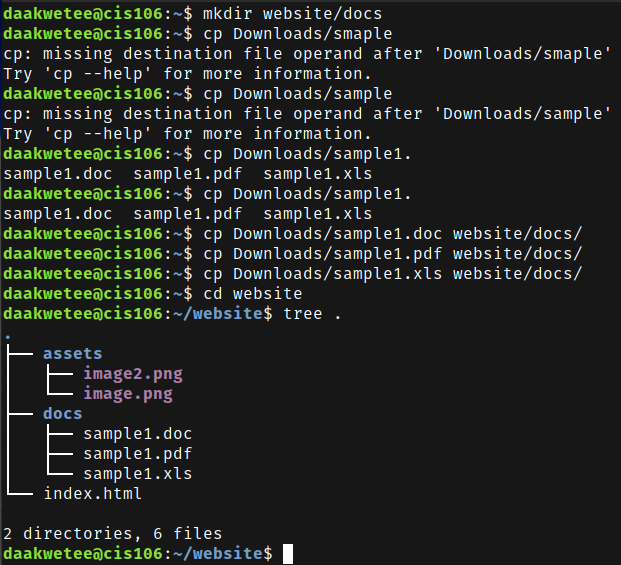 daakwetee@cis106:~$ mkdir website/docs
daakwetee@cis106:~$ cp Downloads/smaple
cp: missing destination file operand after 'Downloads/smaple'
Try 'cp --help' for more information.
daakwetee@cis106:~$ cp Downloads/sample
cp: missing destination file operand after 'Downloads/sample'
Try 'cp --help' for more information.
daakwetee@cis106:~$ cp Downloads/sample1.
sample1.doc  sample1.pdf  sample1.xls
daakwetee@cis106:~$ cp Downloads/sample1.
sample1.doc  sample1.pdf  sample1.xls
daakwetee@cis106:~$ cp Downloads/sample1.doc website/docs/
daakwetee@cis106:~$ cp Downloads/sample1.pdf website/docs/
daakwetee@cis106:~$ cp Downloads/sample1.xls website/docs/
daakwetee@cis106:~$ cd website
daakwetee@cis106:~/website$ tree .
.
├── assets
│   ├── image2.png
│   └── image.png
├── docs
│   ├── sample1.doc
│   ├── sample1.pdf
│   └── sample1.xls
└── index.html
2 directories, 6 files
daakwetee@cis106:~/website$